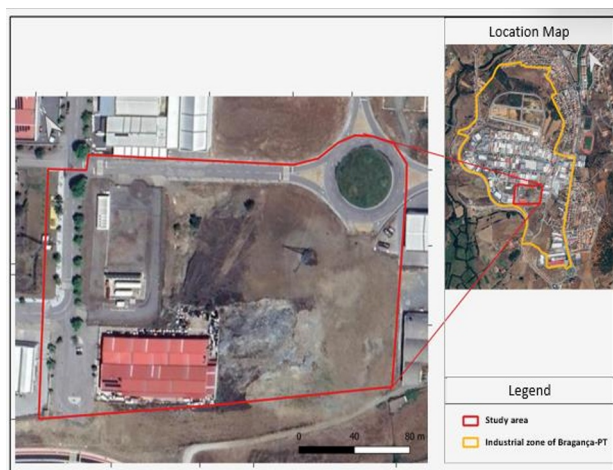 Location Map
0
40
80 m
Legend
Study area
Industrial zone of Bragança-PT